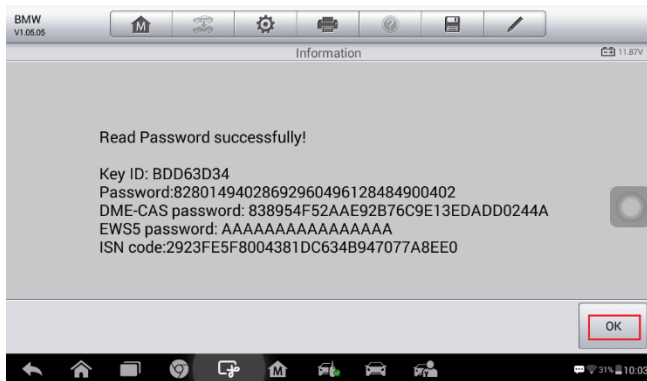 BMW
V1.05.05
Information
11.87V
Read Password successfully!
Key ID: BDD63D34
Password:82801494028692960496128484900402
DME-CAS password: 838954F52AAE92B76C9E13EDADD0244A
EWS5 password: AAAAAAAAAAAAAAAA
ISN code:2923FE5F8004381DC634B947077A8EE0
OK
31% 10:03